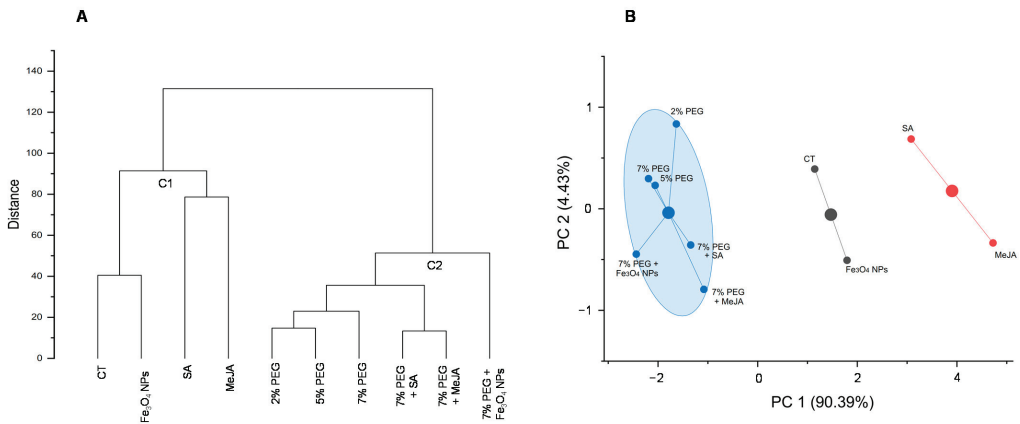 A
Distance
140
120
100
80
60
40
20
0
C1
C2
CT
Fe₃O₄ NPs
SA
MeJA
2% PEG
5% PEG
7% PEG
7% PEG
+ SA
7% PEG
+ MeJA
7% PEG +
Fe₃O₄ NPs
B
PC 2 (4.43%)
1
0
−1
2% PEG
7% PEG
5% PEG
7% PEG
+ SA
7% PEG +
Fe₃O₄ NPs
7% PEG
+ MeJA
CT
Fe₃O₄ NPs
SA
MeJA
−2
0
2
4
PC 1 (90.39%)